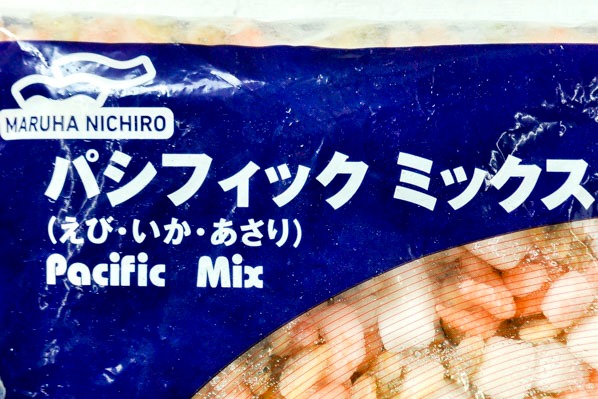 MARUHA NICHIRO
パシフィック ミックス
（えび・いか・あさり）
Pacific Mix